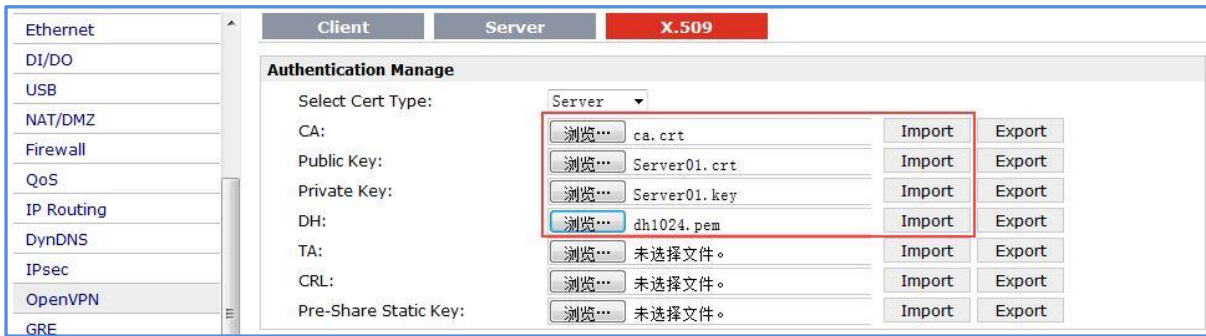 Ethernet
DI/DO
USB
NAT/DMZ
Firewall
QoS
IP Routing
DynDNS
IPsec
OpenVPN
GRE
Client Server X.509
Authentication Manage
Select Cert Type: Server
CA: 浏览… ca.crt Import Export
Public Key: 浏览… Server01.crt Import Export
Private Key: 浏览… Server01.key Import Export
DH: 浏览… dh1024.pem Import Export
TA: 浏览… 未选择文件。 Import Export
CRL: 浏览… 未选择文件。 Import Export
Pre-Share Static Key: 浏览… 未选择文件。 Import Export